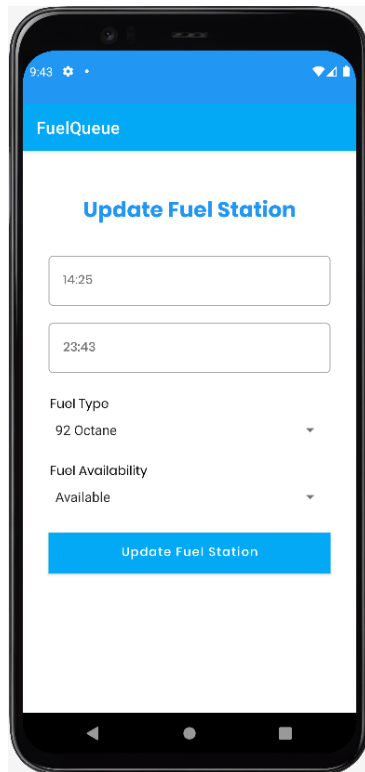 9:43
FuelQueue
Update Fuel Station
14:25
23:43
Fuel Type
92 Octane
Fuel Availability
Available
Update Fuel Station